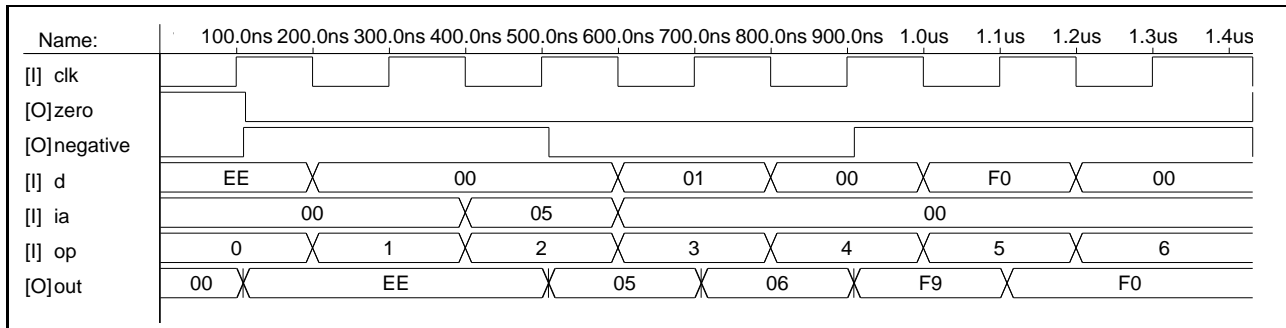 Name: 100.0ns 200.0ns 300.0ns 400.0ns 500.0ns 600.0ns 700.0ns 800.0ns 900.0ns 1.0us 1.1us 1.2us 1.3us 1.4us
[I] clk
[O]zero
[O]negative
[I] d EE 00 01 00 F0 00
[I] ia 00 05 00
[I] op 0 1 2 3 4 5 6
[O]out 00 EE 05 06 F9 F0